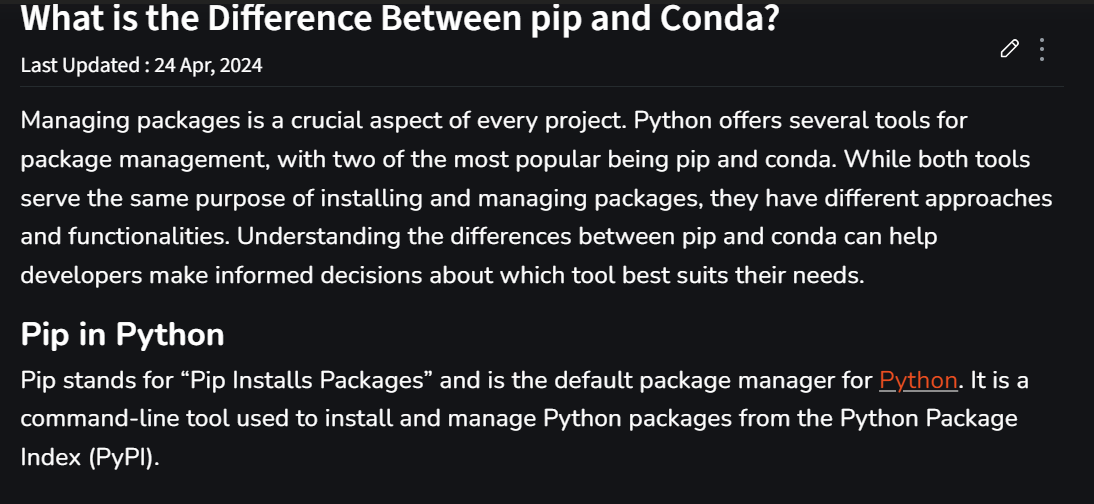 What is the Difference Between pip and Conda?
Last Updated : 24 Apr, 2024
Managing packages is a crucial aspect of every project. Python offers several tools for
package management, with two of the most popular being pip and conda. While both tools
serve the same purpose of installing and managing packages, they have different approaches
and functionalities. Understanding the differences between pip and conda can help
developers make informed decisions about which tool best suits their needs.
Pip in Python
Pip stands for “Pip Installs Packages” and is the default package manager for Python. It is a
command-line tool used to install and manage Python packages from the Python Package
Index (PyPI).